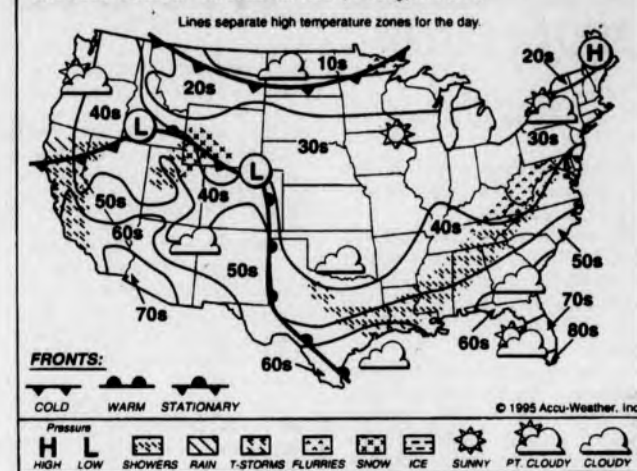 Lines separate high temperature zones for the day.
H
10s
20s
20s
40s
30s
30s
L
L
40s
50s
60s
40s
50s
50s
70s
60s
70s
80s
60s
FRONTS:
COLD WARM STATIONARY
© 1995 Accu-Weather, Inc.
Pressure
H L
HIGH LOW SHOWERS RAIN T-STORMS FLURRIES SNOW ICE SUNNY PT. CLOUDY CLOUDY